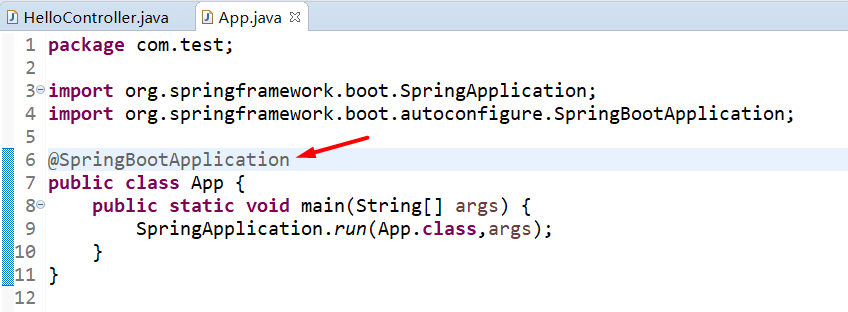 HelloController.java App.java
1 package com.test;
2
3 import org.springframework.boot.SpringApplication;
4 import org.springframework.boot.autoconfigure.SpringBootApplication;
5
6 @SpringBootApplication
7 public class App {
8     public static void main(String[] args) {
9         SpringApplication.run(App.class,args);
10     }
11 }
12